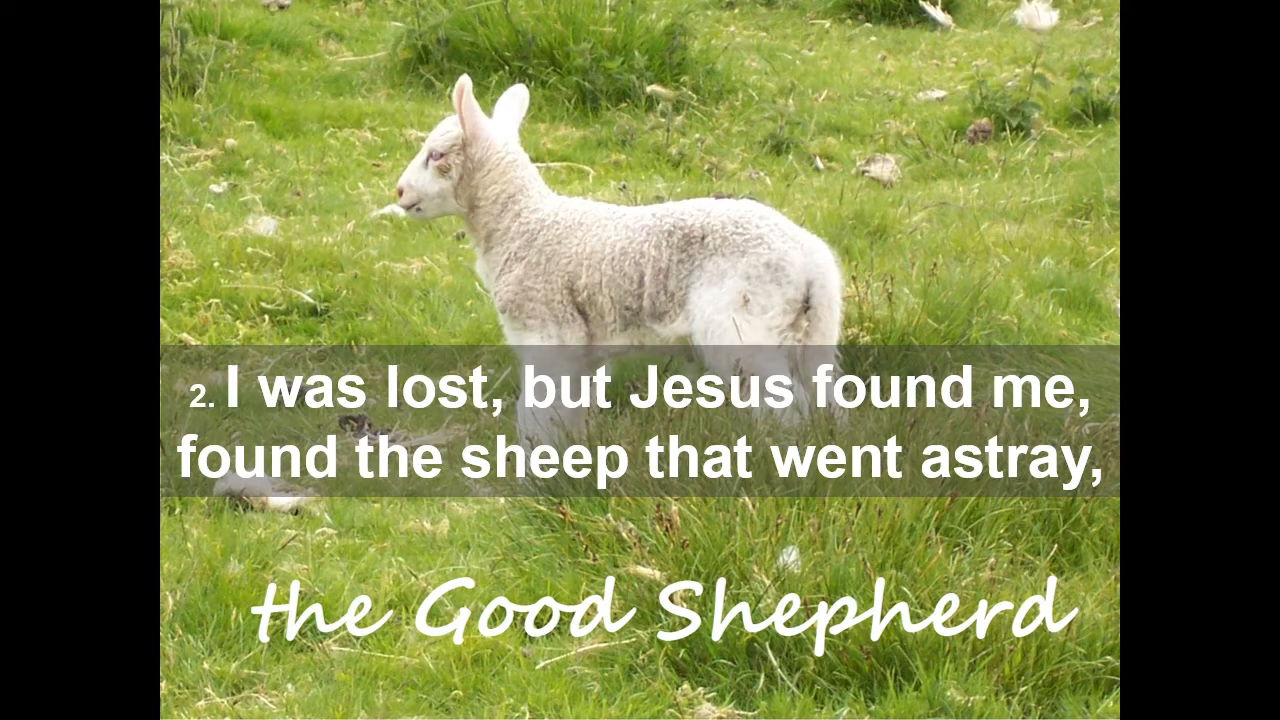 2. I was lost, but Jesus found me,
found the sheep that went astray,
the Good Shepherd